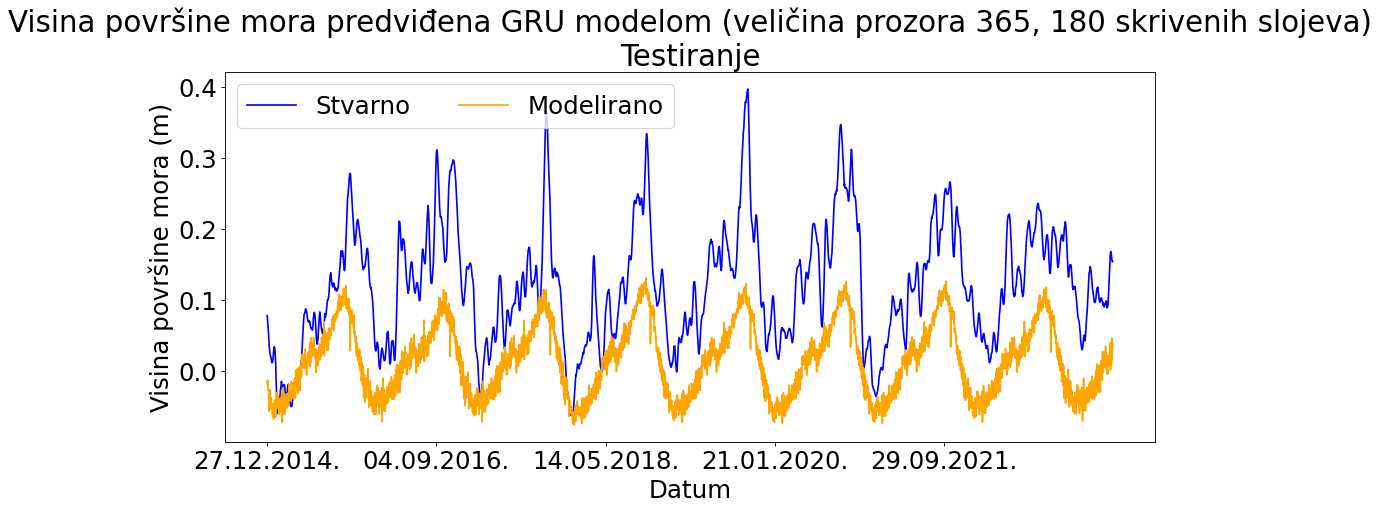 Visina površine mora predviđena GRU modelom (veličina prozora 365, 180 skrivenih slojeva)
Testiranje
Stvarno
Modelirano
Visina površine mora (m)
0.4
0.3
0.2
0.1
0.0
27.12.2014.
04.09.2016.
14.05.2018.
21.01.2020.
29.09.2021.
Datum